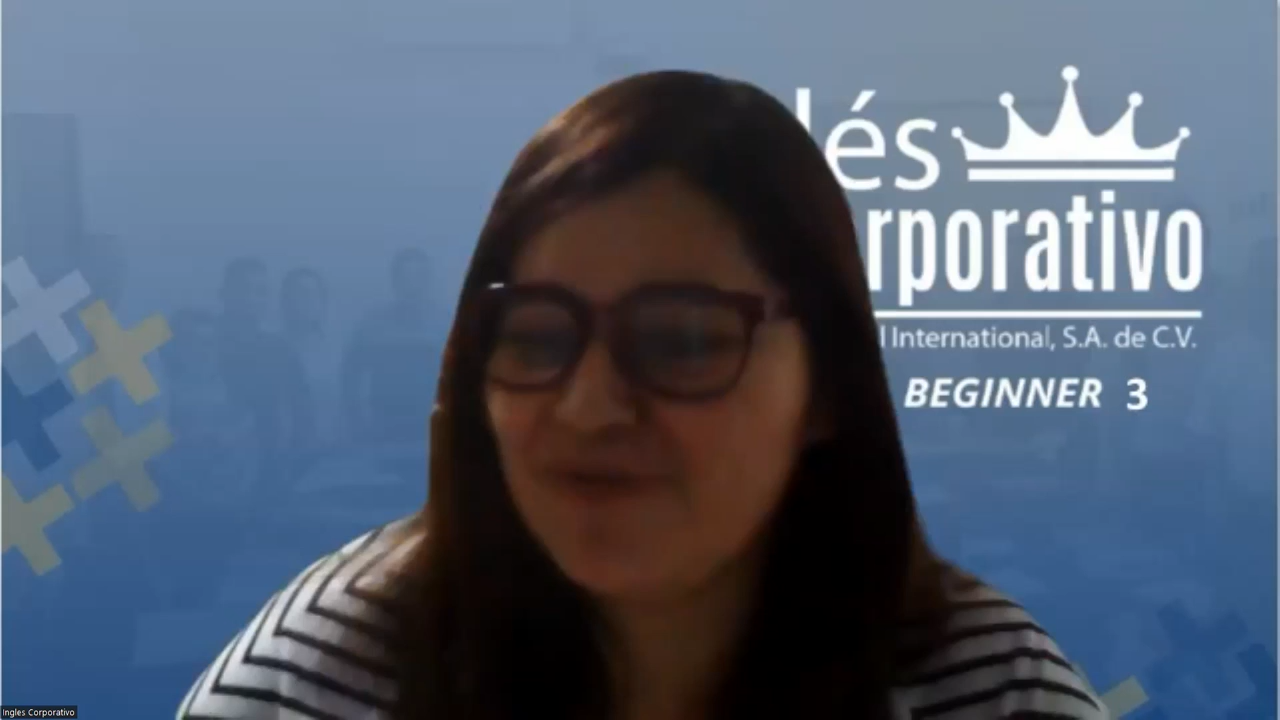 lés
rporativo
l International, S.A. de C.V.
BEGINNER 3
Ingles Corporativo